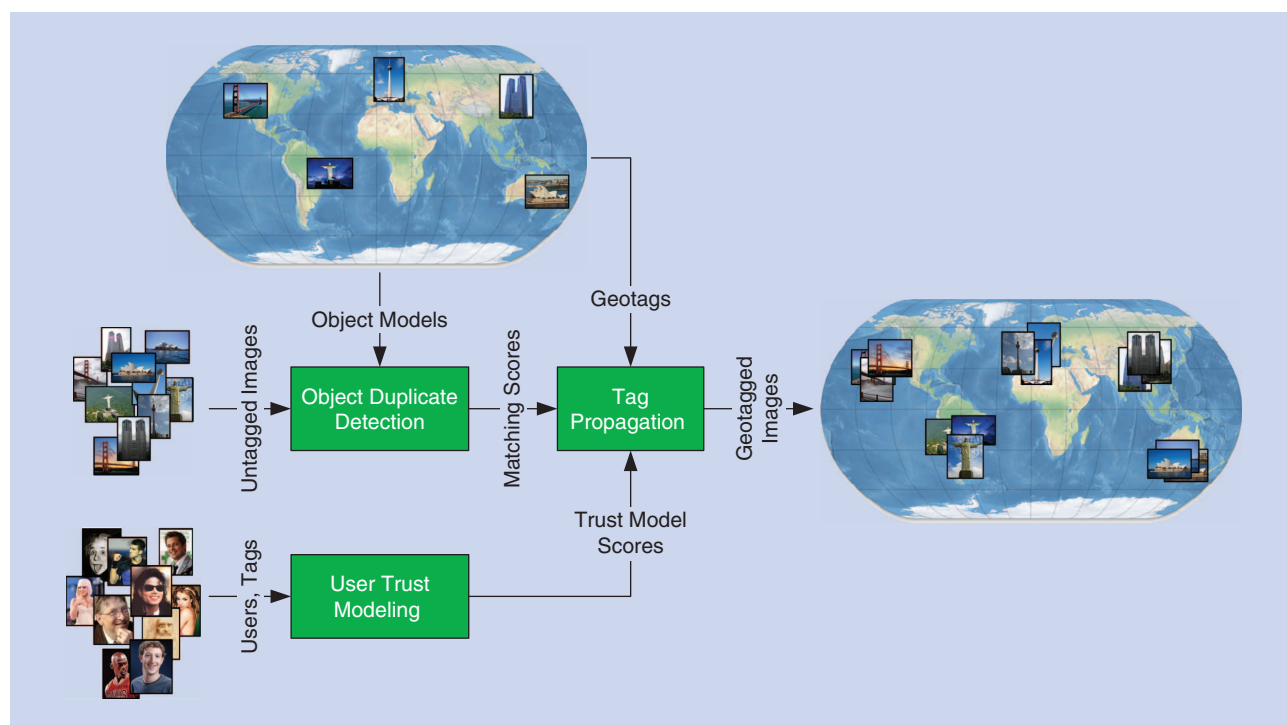 Geotags
Object Models
Untagged Images
Object Duplicate
Detection
Matching Scores
Tag
Propagation
Geotagged
Images
Trust Model
Scores
Users, Tags
User Trust
Modeling